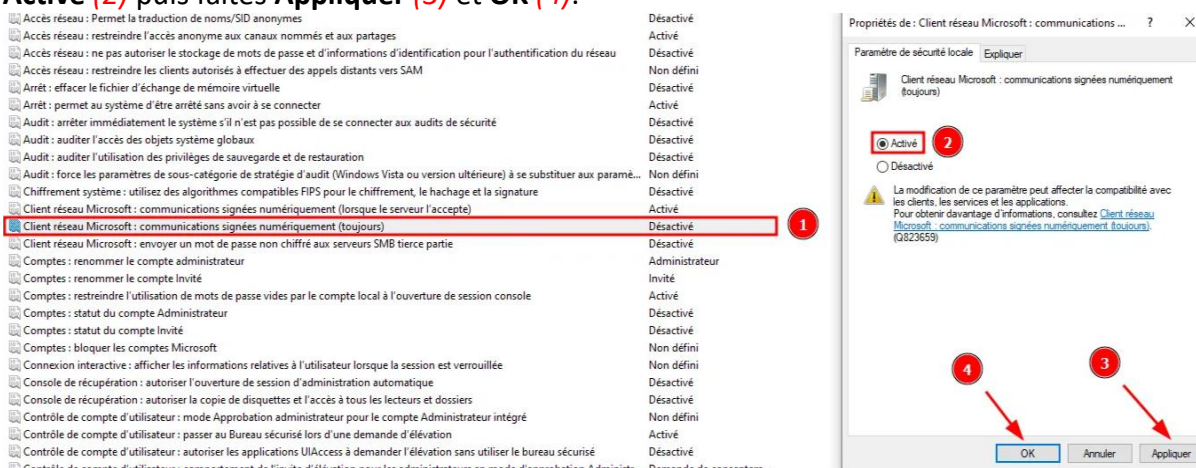 Activé (2) puis faites Appliquer (3) et OK (4).
Accès réseau : Permet la traduction de noms/SID anonymes Désactivé
Accès réseau : restreindre l'accès anonyme aux canaux nommés et aux partages Activé
Accès réseau : ne pas autoriser le stockage de mots de passe et d'informations d'identification pour l'authentification du réseau Désactivé
Accès réseau : restreindre les clients autorisés à effectuer des appels distants vers SAM Non défini
Arrêt : effacer le fichier d'échange de mémoire virtuelle Désactivé
Arrêt : permet au système d'être arrêté sans avoir à se connecter Activé
Audit : arrêter immédiatement le système s'il n'est pas possible de se connecter aux audits de sécurité Désactivé
Audit : auditer l'accès des objets système globaux Désactivé
Audit : auditer l'utilisation des privilèges de sauvegarde et de restauration Désactivé
Audit : force les paramètres de sous-catégorie de stratégie d'audit (Windows Vista ou version ultérieure) à se substituer aux paramè... Non défini
Chiffrement système : utilisez des algorithmes compatibles FIPS pour le chiffrement, le hachage et la signature Désactivé
Client réseau Microsoft : communications signées numériquement (lorsque le serveur l'accepte) Activé
Client réseau Microsoft : communications signées numériquement (toujours) Désactivé
1
Client réseau Microsoft : envoyer un mot de passe non chiffré aux serveurs SMB tierce partie Désactivé
Comptes : renommer le compte administrateur Administrateur
Comptes : renommer le compte Invité Invité
Comptes : restreindre l'utilisation de mots de passe vides par le compte local à l'ouverture de session console Activé
Comptes : statut du compte Administrateur Désactivé
Comptes : statut du compte Invité Désactivé
Comptes : bloquer les comptes Microsoft Non défini
Connexion interactive : afficher les informations relatives à l'utilisateur lorsque la session est verrouillée Non défini
Console de récupération : autoriser l'ouverture de session d'administration automatique Désactivé
Console de récupération : autoriser la copie de disquettes et l'accès à tous les lecteurs et dossiers Désactivé
Contrôle de compte d'utilisateur : mode Approbation administrateur pour le compte Administrateur intégré Non défini
Contrôle de compte d'utilisateur : passer au Bureau sécurisé lors d'une demande d'élévation Activé
Contrôle de compte d'utilisateur : autoriser les applications UIAccess à demander l'élévation sans utiliser le bureau sécurisé Désactivé
Propriétés de : Client réseau Microsoft : communications ... ? X
Paramètre de sécurité locale Expliquer
Client réseau Microsoft : communications signées numériquement
(toujours)
Activé 2
Désactivé
La modification de ce paramètre peut affecter la compatibilité avec
les clients, les services et les applications.
Pour obtenir davantage d'informations, consultez Client réseau
Microsoft : communications signées numériquement (toujours).
(Q823659)
4 3
OK Annuler Appliquer